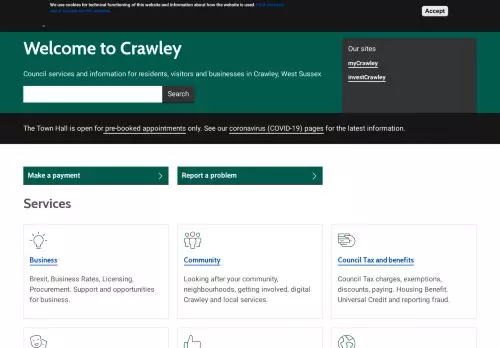 We use cookies for technical functioning of this website and information about how the website is used.
Accept
Welcome to Crawley
Council services and information for residents, visitors and businesses in Crawley, West Sussex
Search
Our sites
myCrawley
investCrawley
The Town Hall is open for pre-booked appointments only. See our coronavirus (COVID-19) pages for the latest information.
Make a payment
Report a problem
Services
Business
Brexit, Business Rates, Licensing,
Procurement. Support and opportunities
for business.
Community
Looking after your community,
neighbourhoods, getting involved, digital
Crawley and local services.
Council Tax and benefits
Council Tax charges, exemptions,
discounts, paying. Housing Benefit.
Universal Credit and reporting fraud.